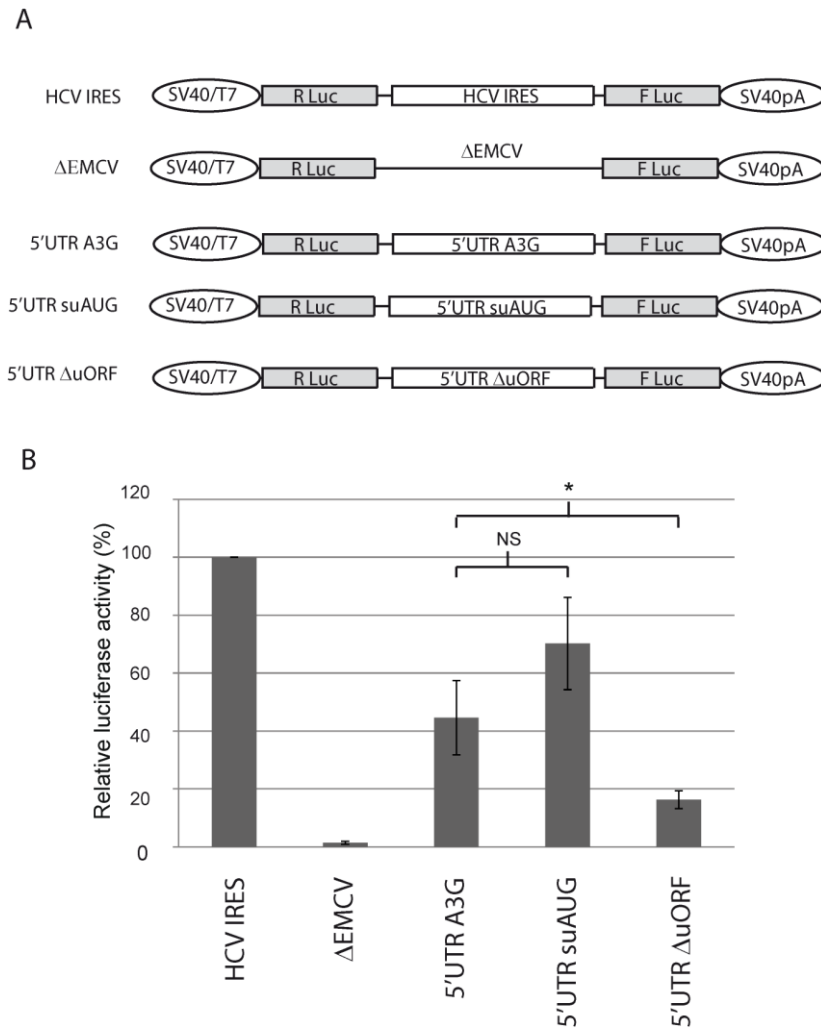 A
HCV IRES SV40/T7 R Luc HCV IRES F Luc SV40pA
ΔEMCV SV40/T7 R Luc ΔEMCV F Luc SV40pA
5'UTR A3G SV40/T7 R Luc 5'UTR A3G F Luc SV40pA
5'UTR suAUG SV40/T7 R Luc 5'UTR suAUG F Luc SV40pA
5'UTR ΔuORF SV40/T7 R Luc 5'UTR ΔuORF F Luc SV40pA
B
Relative luciferase activity (%)
120
100
80
60
40
20
0
*
NS
HCV IRES
ΔEMCV
5'UTR A3G
5'UTR suAUG
5'UTR ΔuORF